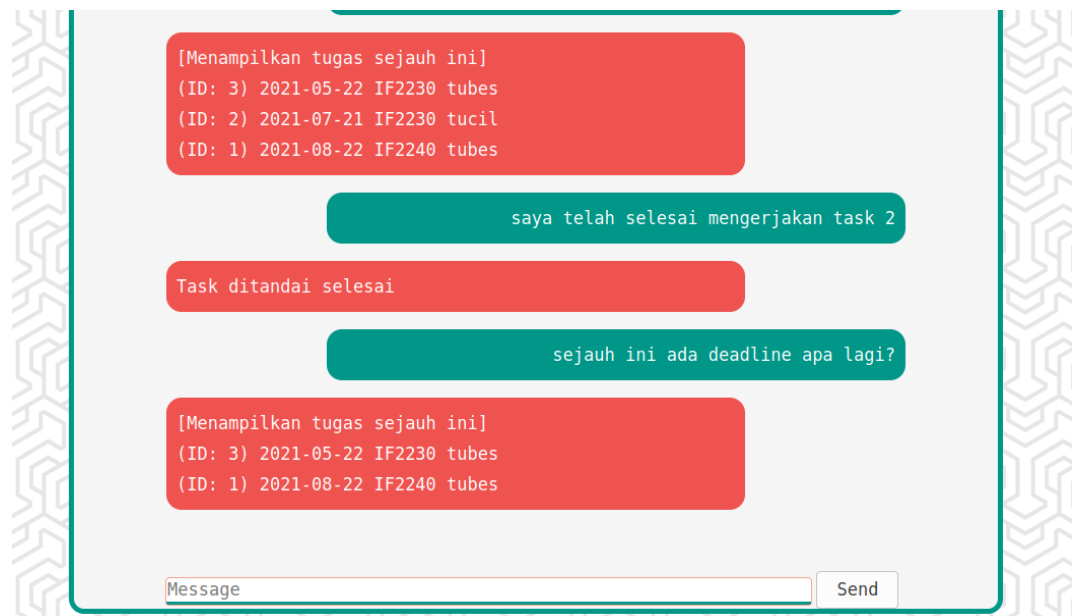 [Menampilkan tugas sejauh ini]
(ID: 3) 2021-05-22 IF2230 tubes
(ID: 2) 2021-07-21 IF2230 tucil
(ID: 1) 2021-08-22 IF2240 tubes
saya telah selesai mengerjakan task 2
Task ditandai selesai
sejauh ini ada deadline apa lagi?
[Menampilkan tugas sejauh ini]
(ID: 3) 2021-05-22 IF2230 tubes
(ID: 1) 2021-08-22 IF2240 tubes
Message
Send